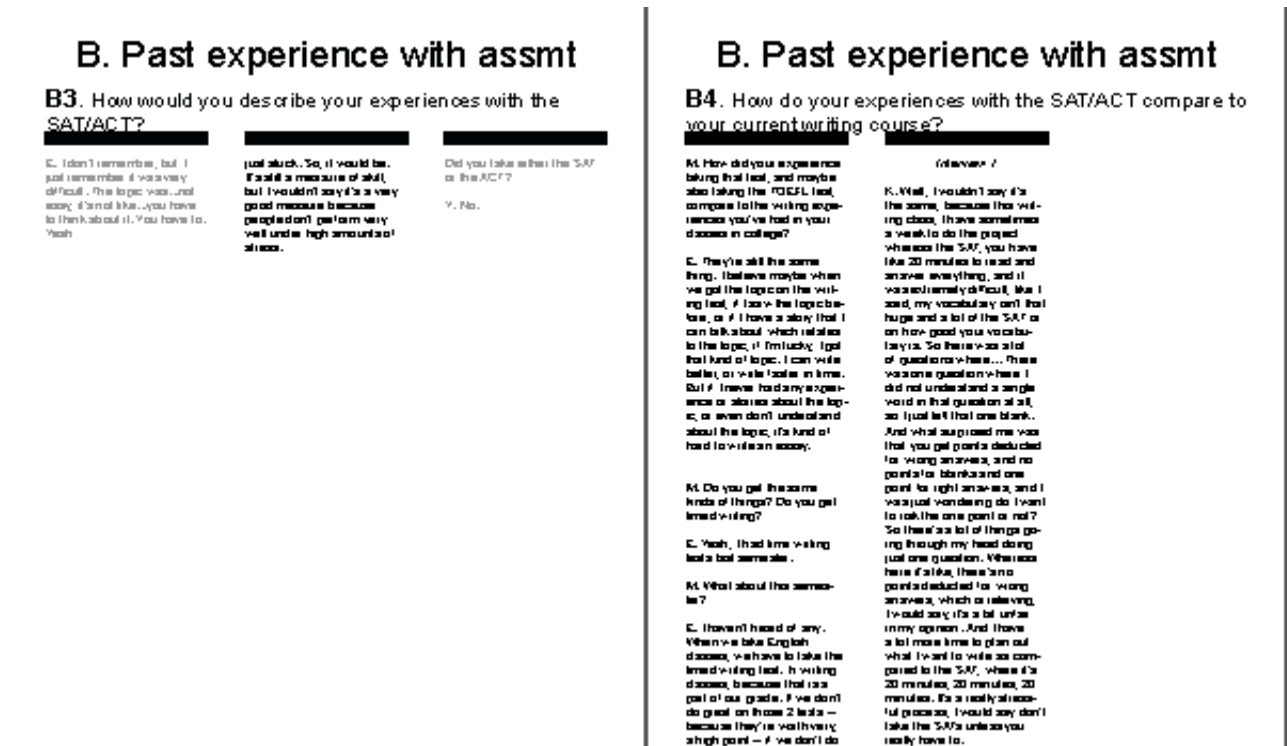 B. Past experience with assmt
B3. How would you describe your experiences with the
SAT/ACT?
E. I don't remember, but I
just remember it was very
difficult. The topic was...not
easy, it's not like...you have
to think about it. You have to.
Yeah
just stuck. So, it would be.
It's still a measure of skill,
but I wouldn't say it's a very
good measure because
people don't perform very
well under high amounts of
stress.
Did you take either the SAT
or the ACT?
Y. No.
B. Past experience with assmt
B4. How do your experiences with the SAT/ACT compare to
your current writing course?
M. How did your experience
taking that test, and maybe
also taking the TOEFL test,
compare to the writing expe-
riences you've had in your
classes in college?
E. They're still the same
thing. I believe maybe when
we got the topic on the writ-
ing test, if I saw the topic be-
fore, or if I have a story that I
can talk about which relates
to the topic, if I'm lucky, I got
that kind of topic. I can write
better, or write faster in time.
But if I never had any experi-
ence or stories about the top-
ic, or even don't understand
about the topic, it's kind of
hard to write an essay.
M. Do you get the same
kinds of things? Do you get
timed writing?
E. Yeah, I had time writing
tests last semester.
M. What about this semes-
ter?
E. I haven't heard of any.
When we take English
classes, we have to take the
timed writing test. In writing
classes, because that is a
part of our grade. If we don't
do great on those 2 tests –
because they're worth very
a high point – if we don't do
Interview 7
K. Well, I wouldn't say it's
the same, because this writ-
ing class, I have sometimes
a week to do the project
whereas the SAT, you have
like 20 minutes to read and
answer everything, and it
was extremely difficult, like I
said, my vocabulary isn't that
huge and a lot of the SAT is
on how good your vocabu-
lary is. So there was a lot
of questions where... There
was one question where I
did not understand a single
word in that question at all,
so I just left that one blank.
And what surprised me was
that you get points deducted
for wrong answers, and no
points for blanks and one
point for right answers, and I
was just wondering do I want
to risk the one point or not?
So there's a lot of things go-
ing through my head doing
just one question. Whereas
here it's like, there's no
points deducted for wrong
answers, which is relieving,
I would say, it's a bit unfair
in my opinion. And I have
a lot more time to plan out
what I want to write as com-
pared to the SAT, where it's
20 minutes, 20 minutes, 20
minutes. It's a really stress-
ful process, I would say don't
take the SATs unless you
really have to.